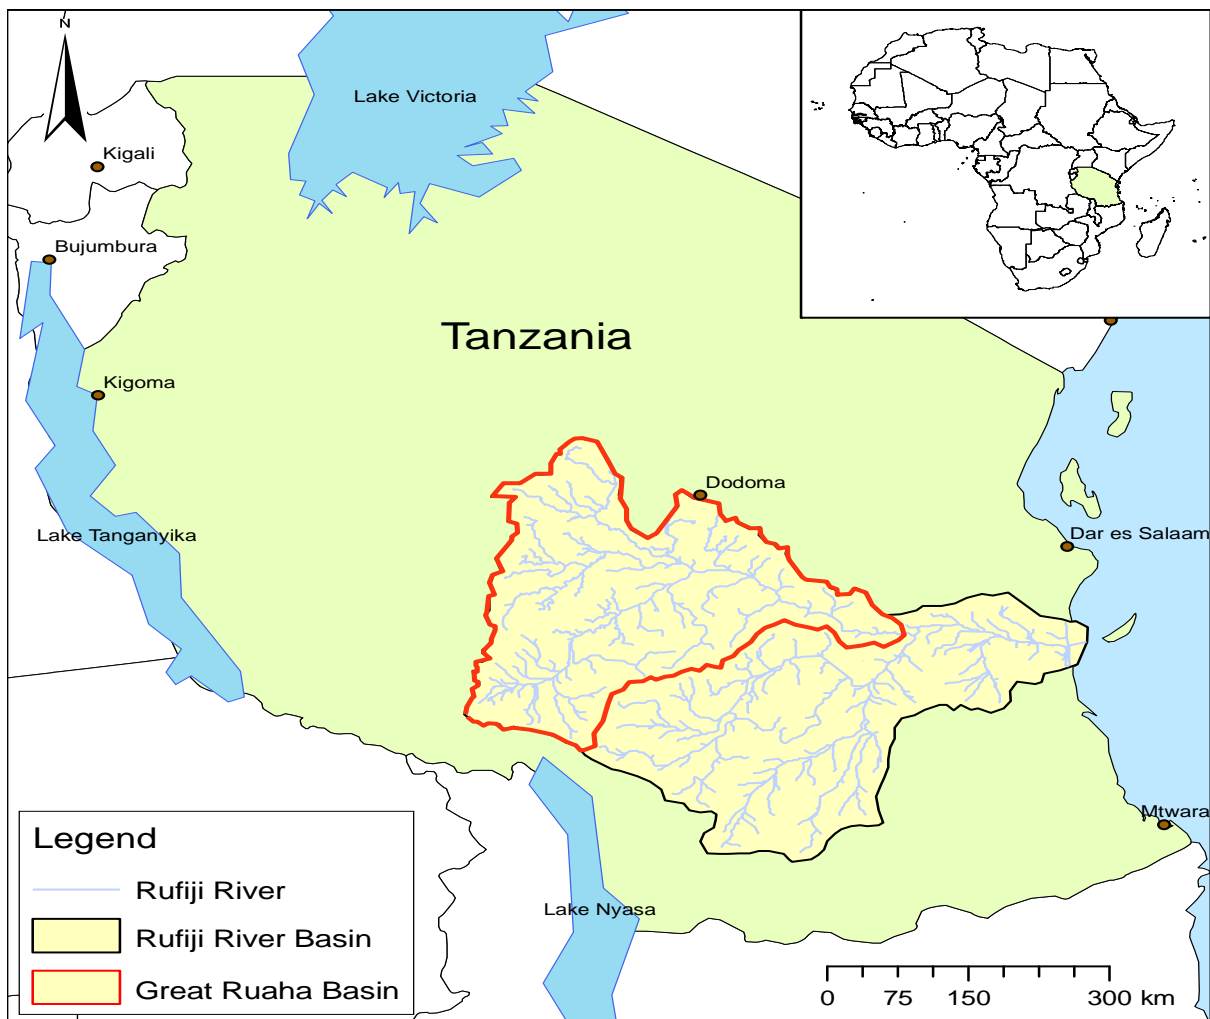 N
Lake Victoria
Kigali
Bujumbura
Tanzania
Kigoma
Dodoma
Lake Tanganyika
Dar es Salaam
Mtwara
Legend
Rufiji River
Lake Nyasa
Rufiji River Basin
Great Ruaha Basin
0 75 150 300 km